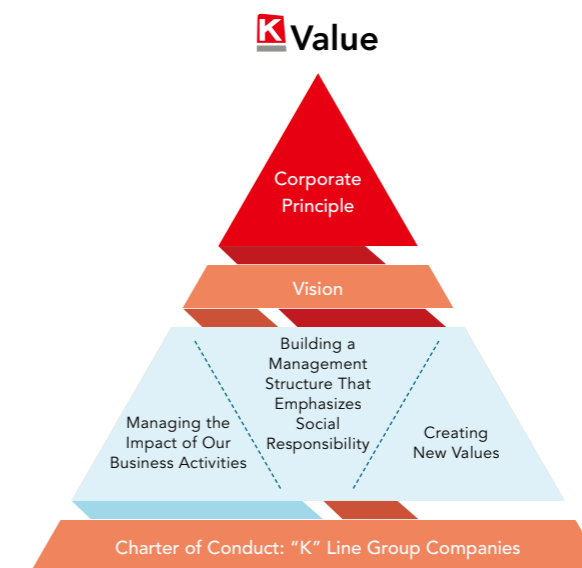 K Value
Corporate
Principle
Vision
Building a
Management
Structure That
Emphasizes
Social
Responsibility
Managing the
Impact of Our
Business Activities
Creating
New Values
Charter of Conduct: “K” Line Group Companies